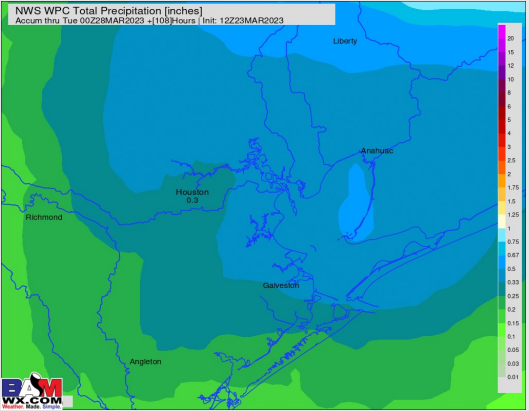 NWS WPC Total Precipitation [inches]
Accum thru Tue 00Z28MAR2023 +[108]Hours | Init: 12Z23MAR2023
Liberty
Anahuac
Houston
0.3
Richmond
Galveston
Angleton
20
15
12
10
8
6
5
4
3
2.5
2
1.75
1.5
1.25
1
0.75
0.67
0.5
0.33
0.25
0.2
0.15
0.1
0.05
0.03
0.01
BAM
WX.COM
Weather. Made. Simple.